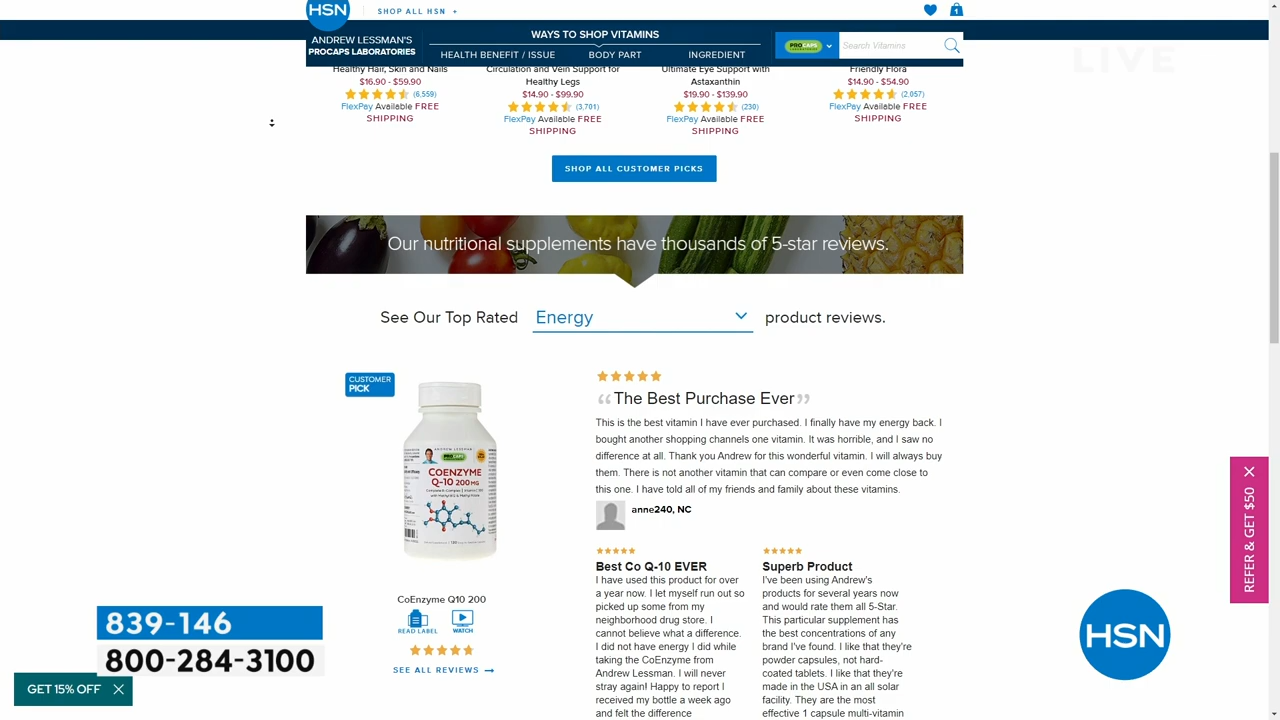 HSN
SHOP ALL HSN +
1
ANDREW LESSMAN'S
PROCAPS LABORATORIES
WAYS TO SHOP VITAMINS
HEALTH BENEFIT / ISSUE
BODY PART
INGREDIENT
PROCAPS
Search Vitamins
LIVE
Healthy Hair, Skin and Nails
$16.90 - $59.90
(6,559)
FlexPay Available FREE
SHIPPING
Circulation and Vein Support for
Healthy Legs
$14.90 - $99.90
(3,701)
FlexPay Available FREE
SHIPPING
Ultimate Eye Support with
Astaxanthin
$19.90 - $139.90
(230)
FlexPay Available FREE
SHIPPING
Friendly Flora
$14.90 - $54.90
(2,057)
FlexPay Available FREE
SHIPPING
SHOP ALL CUSTOMER PICKS
Our nutritional supplements have thousands of 5-star reviews.
See Our Top Rated Energy product reviews.
CUSTOMER
PICK
ANDREW LESSMAN
PROCAPS
COENZYME
Q-10 200 MG
CoEnzyme Q10 200
READ LABEL
WATCH
SEE ALL REVIEWS
“The Best Purchase Ever”
This is the best vitamin I have ever purchased. I finally have my energy back. I
bought another shopping channels one vitamin. It was horrible, and I saw no
difference at all. Thank you Andrew for this wonderful vitamin. I will always buy
them. There is not another vitamin that can compare or even come close to
this one. I have told all of my friends and family about these vitamins.
anne240, NC
Best Co Q-10 EVER
I have used this product for over
a year now. I let myself run out so
picked up some from my
neighborhood drug store. I
cannot believe what a difference.
I did not have energy I did while
taking the CoEnzyme from
Andrew Lessman. I will never
stray again! Happy to report I
received my bottle a week ago
and felt the difference
Superb Product
I've been using Andrew's
products for several years now
and would rate them all 5-Star.
This particular supplement has
the best concentrations of any
brand I've found. I like that they're
powder capsules, not hard-
coated tablets. I like that they're
made in the USA in an all solar
facility. They are the most
effective 1 capsule multi-vitamin
REFER & GET $50
HSN
839-146
800-284-3100
GET 15% OFF